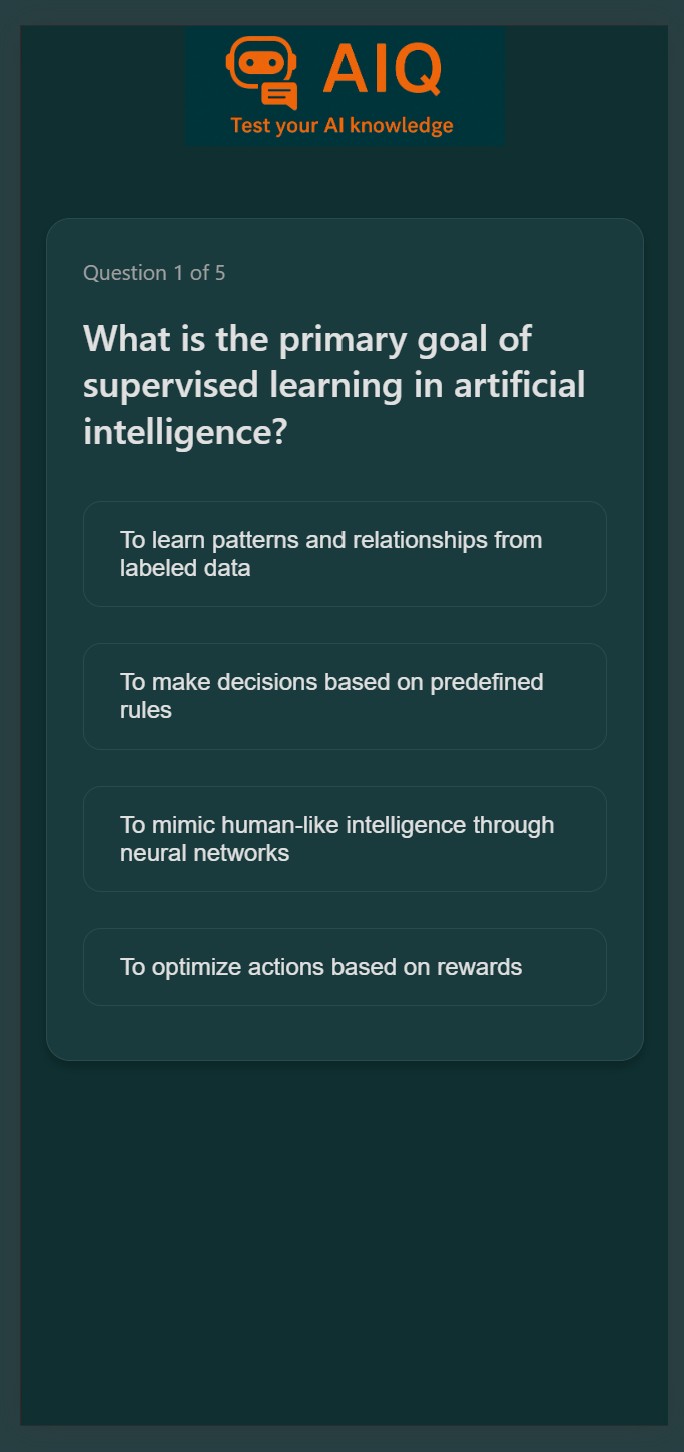 AIQ
Test your AI knowledge
Question 1 of 5
What is the primary goal of
supervised learning in artificial
intelligence?
To learn patterns and relationships from
labeled data
To make decisions based on predefined
rules
To mimic human-like intelligence through
neural networks
To optimize actions based on rewards